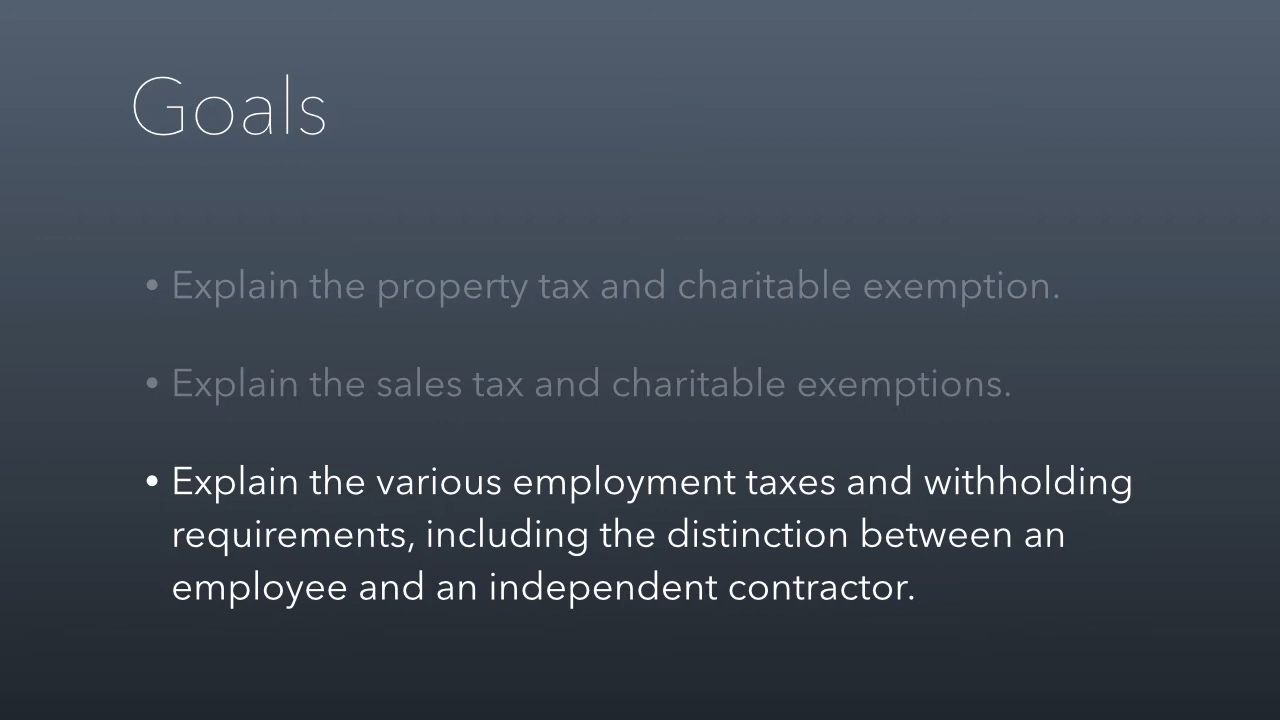 Goals
• Explain the property tax and charitable exemption.
• Explain the sales tax and charitable exemptions.
• Explain the various employment taxes and withholding
requirements, including the distinction between an
employee and an independent contractor.